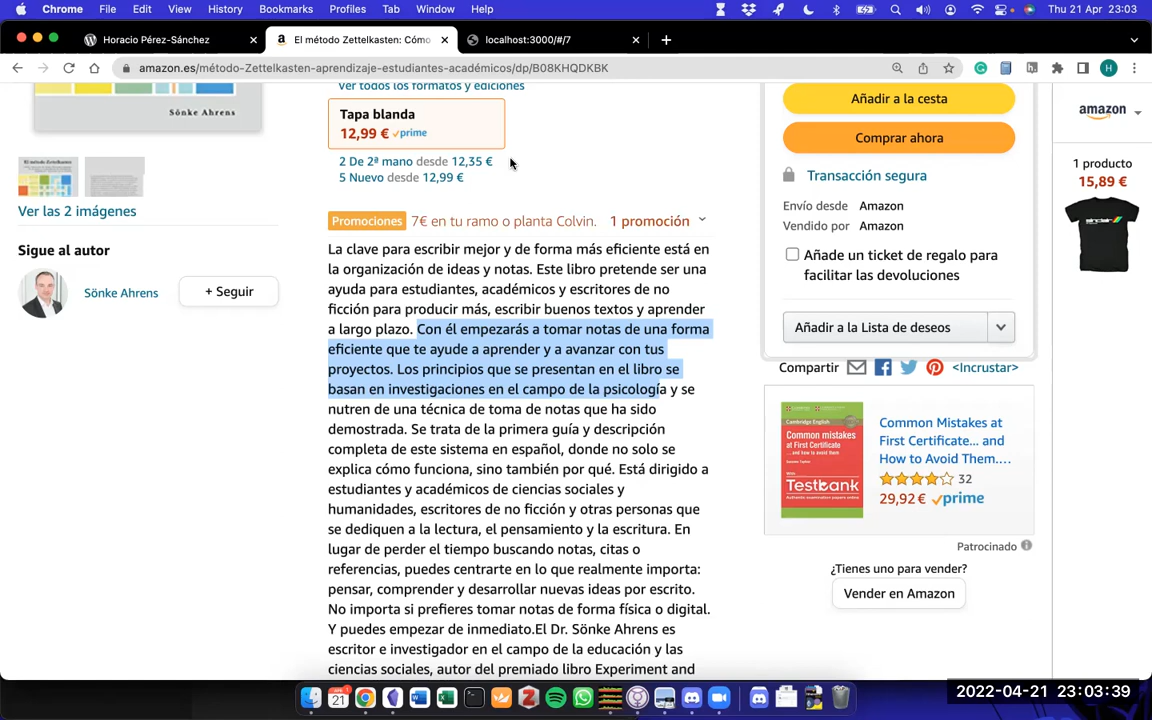 Chrome File Edit View History Bookmarks Profiles Tab Window Help Thu 21 Apr 23:03
Horacio Pérez-Sánchez
El método Zettelkasten: Cómo
localhost:3000/#/7
amazon.es/método-Zettelkasten-aprendizaje-estudiantes-académicos/dp/B08KHQDKBK
H
Sönke Ahrens
Ver las 2 imágenes
Sigue al autor
Sönke Ahrens
+ Seguir
Ver todos los formatos y ediciones
Tapa blanda
12,99 € prime
2 De 2ª mano desde 12,35 €
5 Nuevo desde 12,99 €
Promociones 7€ en tu ramo o planta Colvin. 1 promoción
La clave para escribir mejor y de forma más eficiente está en
la organización de ideas y notas. Este libro pretende ser una
ayuda para estudiantes, académicos y escritores de no
ficción para producir más, escribir buenos textos y aprender
a largo plazo. Con él empezarás a tomar notas de una forma
eficiente que te ayude a aprender y a avanzar con tus
proyectos. Los principios que se presentan en el libro se
basan en investigaciones en el campo de la psicología y se
nutren de una técnica de toma de notas que ha sido
demostrada. Se trata de la primera guía y descripción
completa de este sistema en español, donde no solo se
explica cómo funciona, sino también por qué. Está dirigido a
estudiantes y académicos de ciencias sociales y
humanidades, escritores de no ficción y otras personas que
se dediquen a la lectura, el pensamiento y la escritura. En
lugar de perder el tiempo buscando notas, citas o
referencias, puedes centrarte en lo que realmente importa:
pensar, comprender y desarrollar nuevas ideas por escrito.
No importa si prefieres tomar notas de forma física o digital.
Y puedes empezar de inmediato.El Dr. Sönke Ahrens es
escritor e investigador en el campo de la educación y las
ciencias sociales, autor del premiado libro Experiment and
Añadir a la cesta
Comprar ahora
Transacción segura
Envío desde Amazon
Vendido por Amazon
Añade un ticket de regalo para
facilitar las devoluciones
Añadir a la Lista de deseos
Compartir <Incrustar>
Cambridge English
Common mistakes
at First Certificate
...and how to avoid them
Testbank
Common Mistakes at
First Certificate... and
How to Avoid Them....
32
29,92 € prime
Patrocinado
¿Tienes uno para vender?
Vender en Amazon
amazon
1 producto
15,89 €
sinclair
2022-04-21 23:03:39